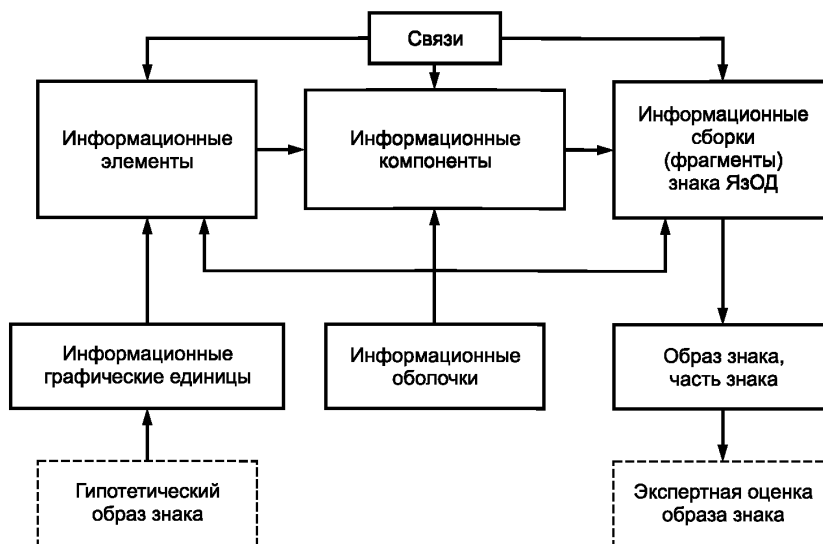 Связи
Информационные
элементы
Информационные
компоненты
Информационные
сборки
(фрагменты)
знака ЯзОД
Информационные
графические единицы
Информационные
оболочки
Образ знака,
часть знака
Гипотетический
образ знака
Экспертная оценка
образа знака